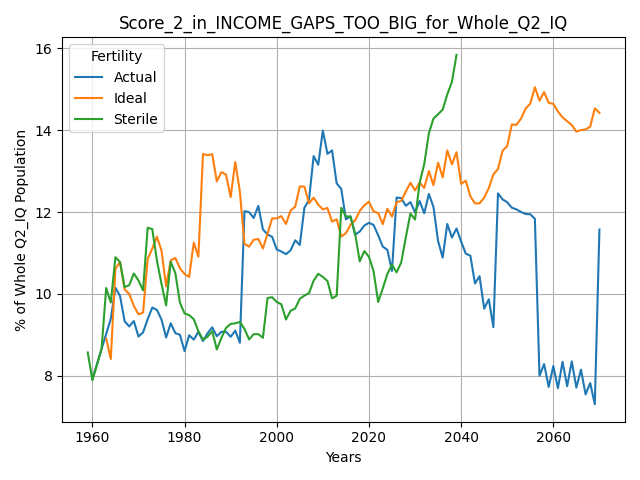 Score_2_in_INCOME_GAPS_TOO_BIG_for_Whole_Q2_IQ
Fertility
Actual
Ideal
Sterile
% of Whole Q2_IQ Population
16
14
12
10
8
1960
1980
2000
2020
2040
2060
Years